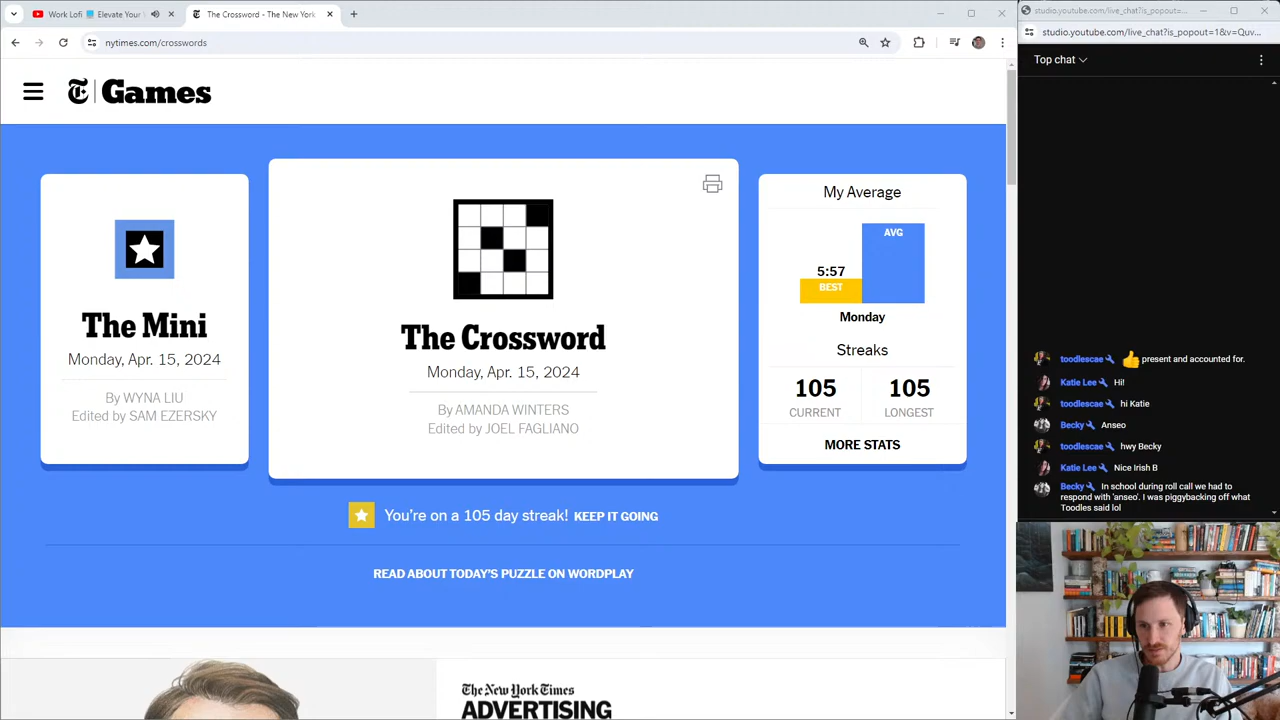 Work Lofi
Elevate Your
The Crossword - The New York
nytimes.com/crosswords
Games
The Mini
Monday, Apr. 15, 2024
By WYNA LIU
Edited by SAM EZERSKY
The Crossword
Monday, Apr. 15, 2024
By AMANDA WINTERS
Edited by JOEL FAGLIANO
My Average
AVG
5:57
BEST
Monday
Streaks
105
105
CURRENT
LONGEST
MORE STATS
You're on a 105 day streak! KEEP IT GOING
READ ABOUT TODAY'S PUZZLE ON WORDPLAY
The New York Times
ADVERTISING
studio.youtube.com/live_chat?is_popout=...
studio.youtube.com/live_chat?is_popout=1&v=Quv...
Top chat
toodlescae 👍 present and accounted for.
Katie Lee Hi!
toodlescae hi Katie
Becky Anseo
toodlescae hwy Becky
Katie Lee Nice Irish B
Becky In school during roll call we had to
respond with 'anseo'. I was piggybacking off what
Toodles said lol